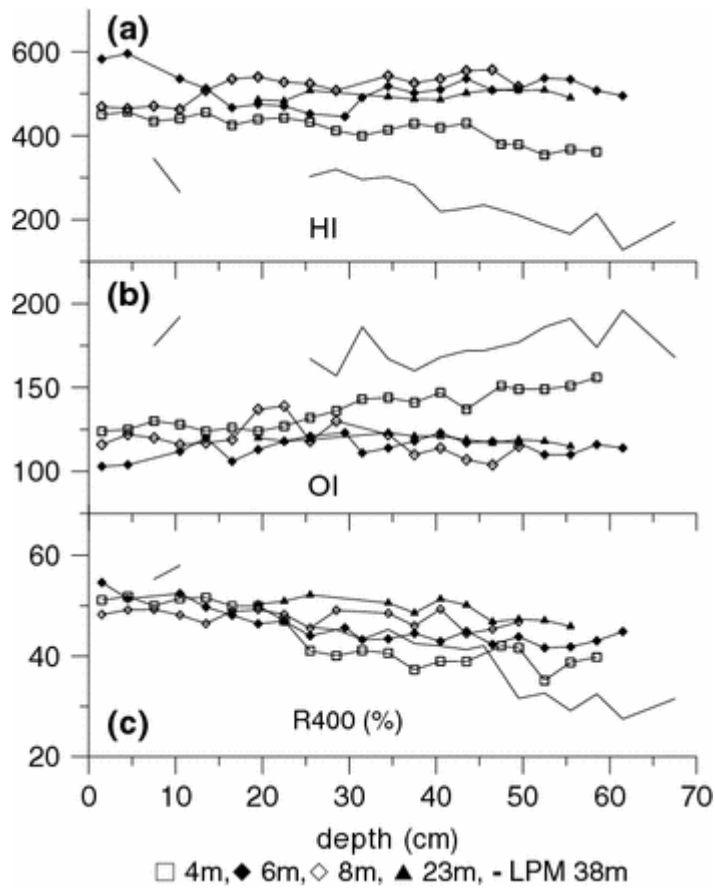 (a)
600
400
200
HI
(b)
200
150
100
OI
60
40
20
(c)
R400 (%)
0 10 20 30 40 50 60 70
depth (cm)
□ 4m, ◆ 6m, ◇ 8m, ▲ 23m, - LPM 38m